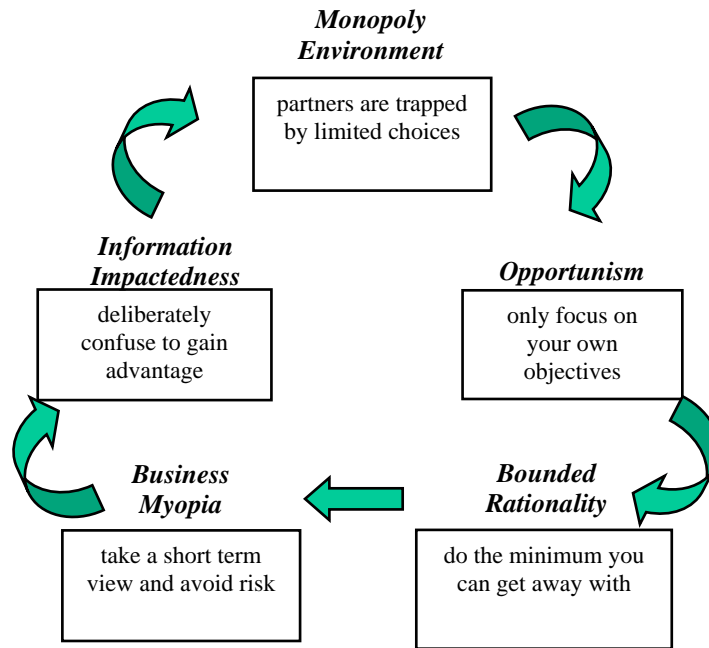 Monopoly
Environment
partners are trapped
by limited choices
Information
Impactedness
deliberately
confuse to gain
advantage
Opportunism
only focus on
your own
objectives
Business
Myopia
take a short term
view and avoid risk
Bounded
Rationality
do the minimum you
can get away with